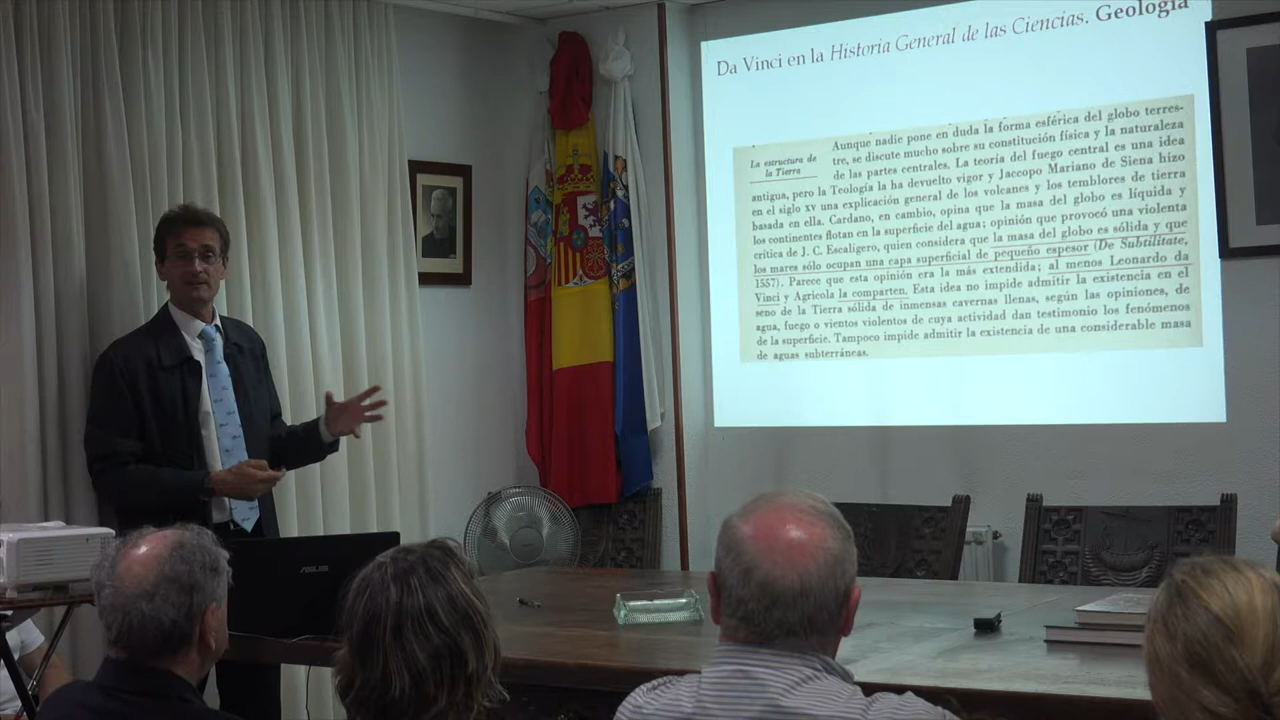 Da Vinci en la Historia General de las Ciencias. Geología
La estructura de
la Tierra
Aunque nadie pone en duda la forma esférica del globo terres-
tre, se discute mucho sobre su constitución física y la naturaleza
de las partes centrales. La teoría del fuego central es una idea
antigua, pero la Teología la ha devuelto vigor y Jaccopo Mariano de Siena hizo
en el siglo XV una explicación general de los volcanes y los temblores de tierra
basada en ella. Cardano, en cambio, opina que la masa del globo es líquida y
los continentes flotan en la superficie del agua; opinión que provocó una violenta
crítica de J. C. Escalígero, quien considera que la masa del globo es sólida y que
los mares sólo ocupan una capa superficial de pequeño espesor (De Subtilitate,
1557). Parece que esta opinión era la más extendida; al menos Leonardo da
Vinci y Agrícola la comparten. Esta idea no impide admitir la existencia en el
seno de la Tierra sólida de inmensas cavernas llenas, según las opiniones, de
agua, fuego o vientos violentos de cuya actividad dan testimonio los fenómenos
de la superficie. Tampoco impide admitir la existencia de una considerable masa
de aguas subterráneas.
ASUS